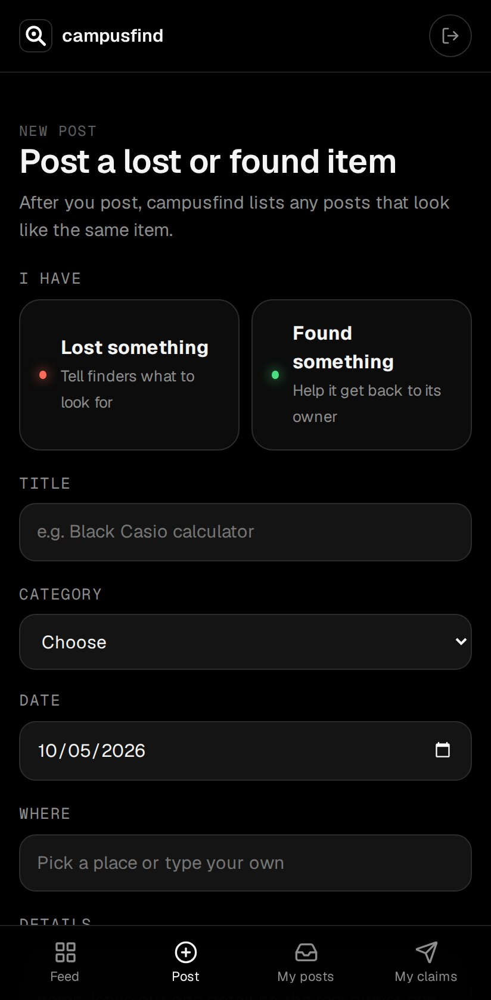 campusfind
NEW POST
Post a lost or found item
After you post, campusfind lists any posts that look
like the same item.
I HAVE
Lost something
Tell finders what to
look for
Found
something
Help it get back to its
owner
TITLE
e.g. Black Casio calculator
CATEGORY
Choose
DATE
10/05/2026
WHERE
Pick a place or type your own
DETAILS
Feed
Post
My posts
My claims